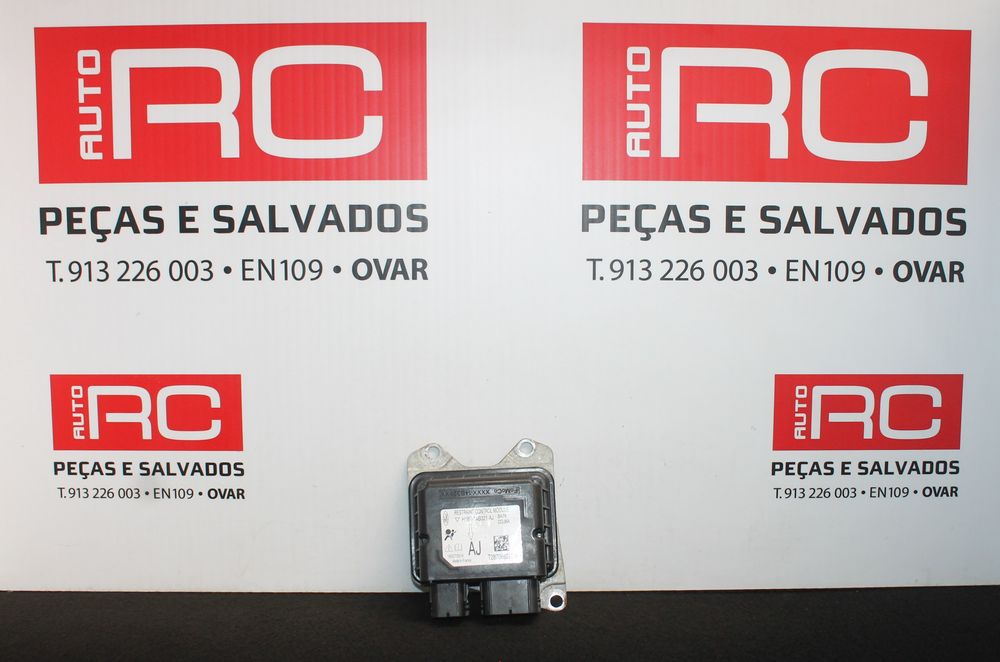 AUTO RC
PEÇAS E SALVADOS
T. 913 226 003 • EN109 • OVAR
AUTO RC
PEÇAS E SALVADOS
T. 913 226 003 • EN109 • OVAR
AUTO RC
PEÇAS E SALVADOS
T. 913 226 003 • EN109 • OVAR
AUTO RC
PEÇAS E SALVADOS
T. 913 226 003 • EN109 • OVAR
FoMoCo
RESTRAINT CONTROL MODULE
AJ